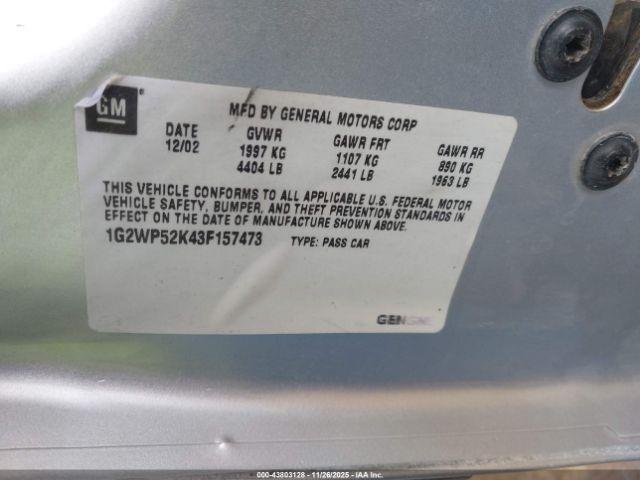 GM ®
MFD BY GENERAL MOTORS CORP
DATE GVWR GAWR FRT GAWR RR
12/02 1997 KG 1107 KG 890 KG
4404 LB 2441 LB 1963 LB
THIS VEHICLE CONFORMS TO ALL APPLICABLE U.S. FEDERAL MOTOR
VEHICLE SAFETY, BUMPER, AND THEFT PREVENTION STANDARDS IN
EFFECT ON THE DATE OF MANUFACTURE SHOWN ABOVE.
1G2WP52K43F157473 TYPE: PASS CAR
000-43803128 - 11/26/2025 - IAAI.COM